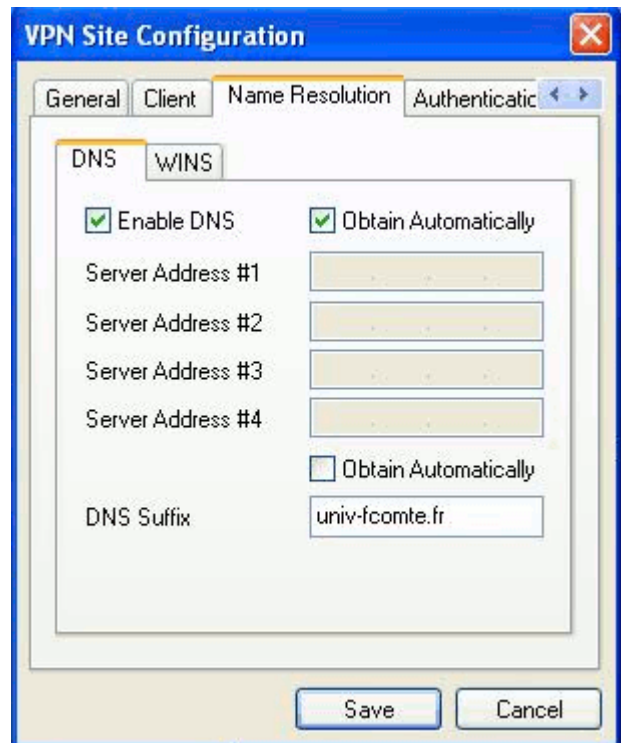 VPN Site Configuration
General Client Name Resolution Authenticatic
DNS WINS
Enable DNS Obtain Automatically
Server Address #1
Server Address #2
Server Address #3
Server Address #4
Obtain Automatically
DNS Suffix univ-fcomte.fr
Save Cancel